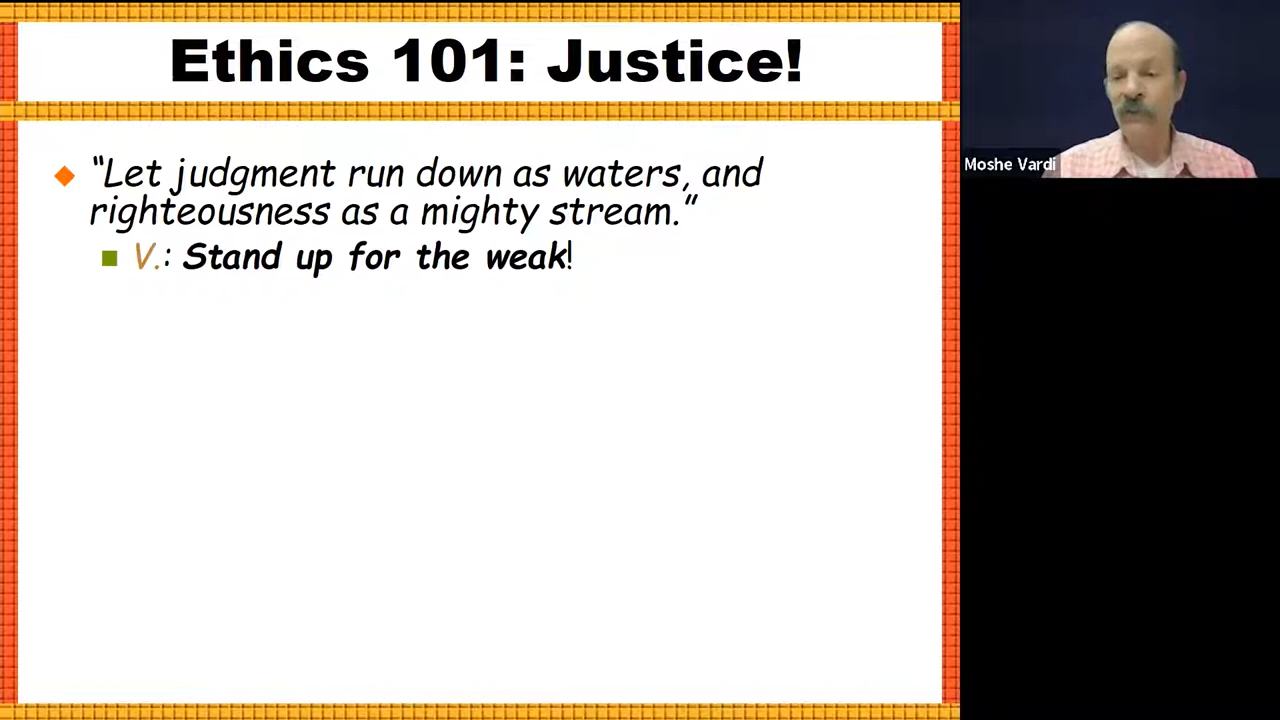 Ethics 101: Justice!
“Let judgment run down as waters, and
righteousness as a mighty stream.”
V.: Stand up for the weak!
Moshe Vardi